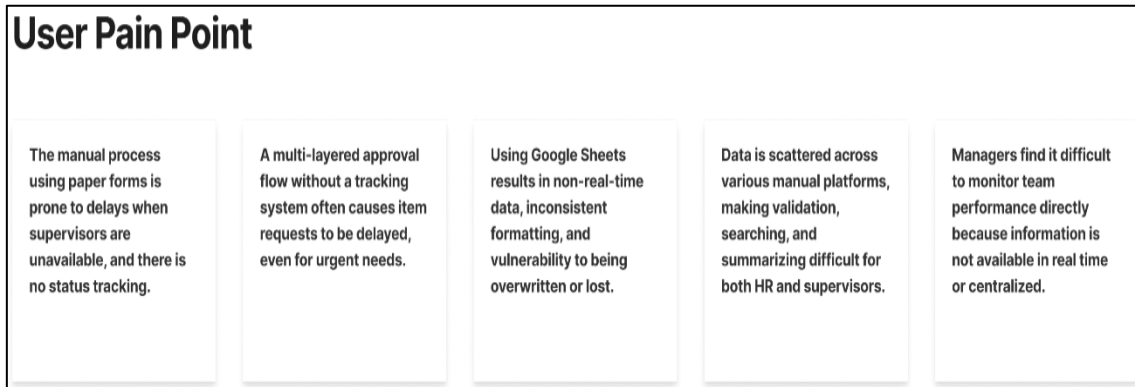 User Pain Point
The manual process
using paper forms is
prone to delays when
supervisors are
unavailable, and there is
no status tracking.
A multi-layered approval
flow without a tracking
system often causes item
requests to be delayed,
even for urgent needs.
Using Google Sheets
results in non-real-time
data, inconsistent
formatting, and
vulnerability to being
overwritten or lost.
Data is scattered across
various manual platforms,
making validation,
searching, and
summarizing difficult for
both HR and supervisors.
Managers find it difficult
to monitor team
performance directly
because information is
not available in real time
or centralized.